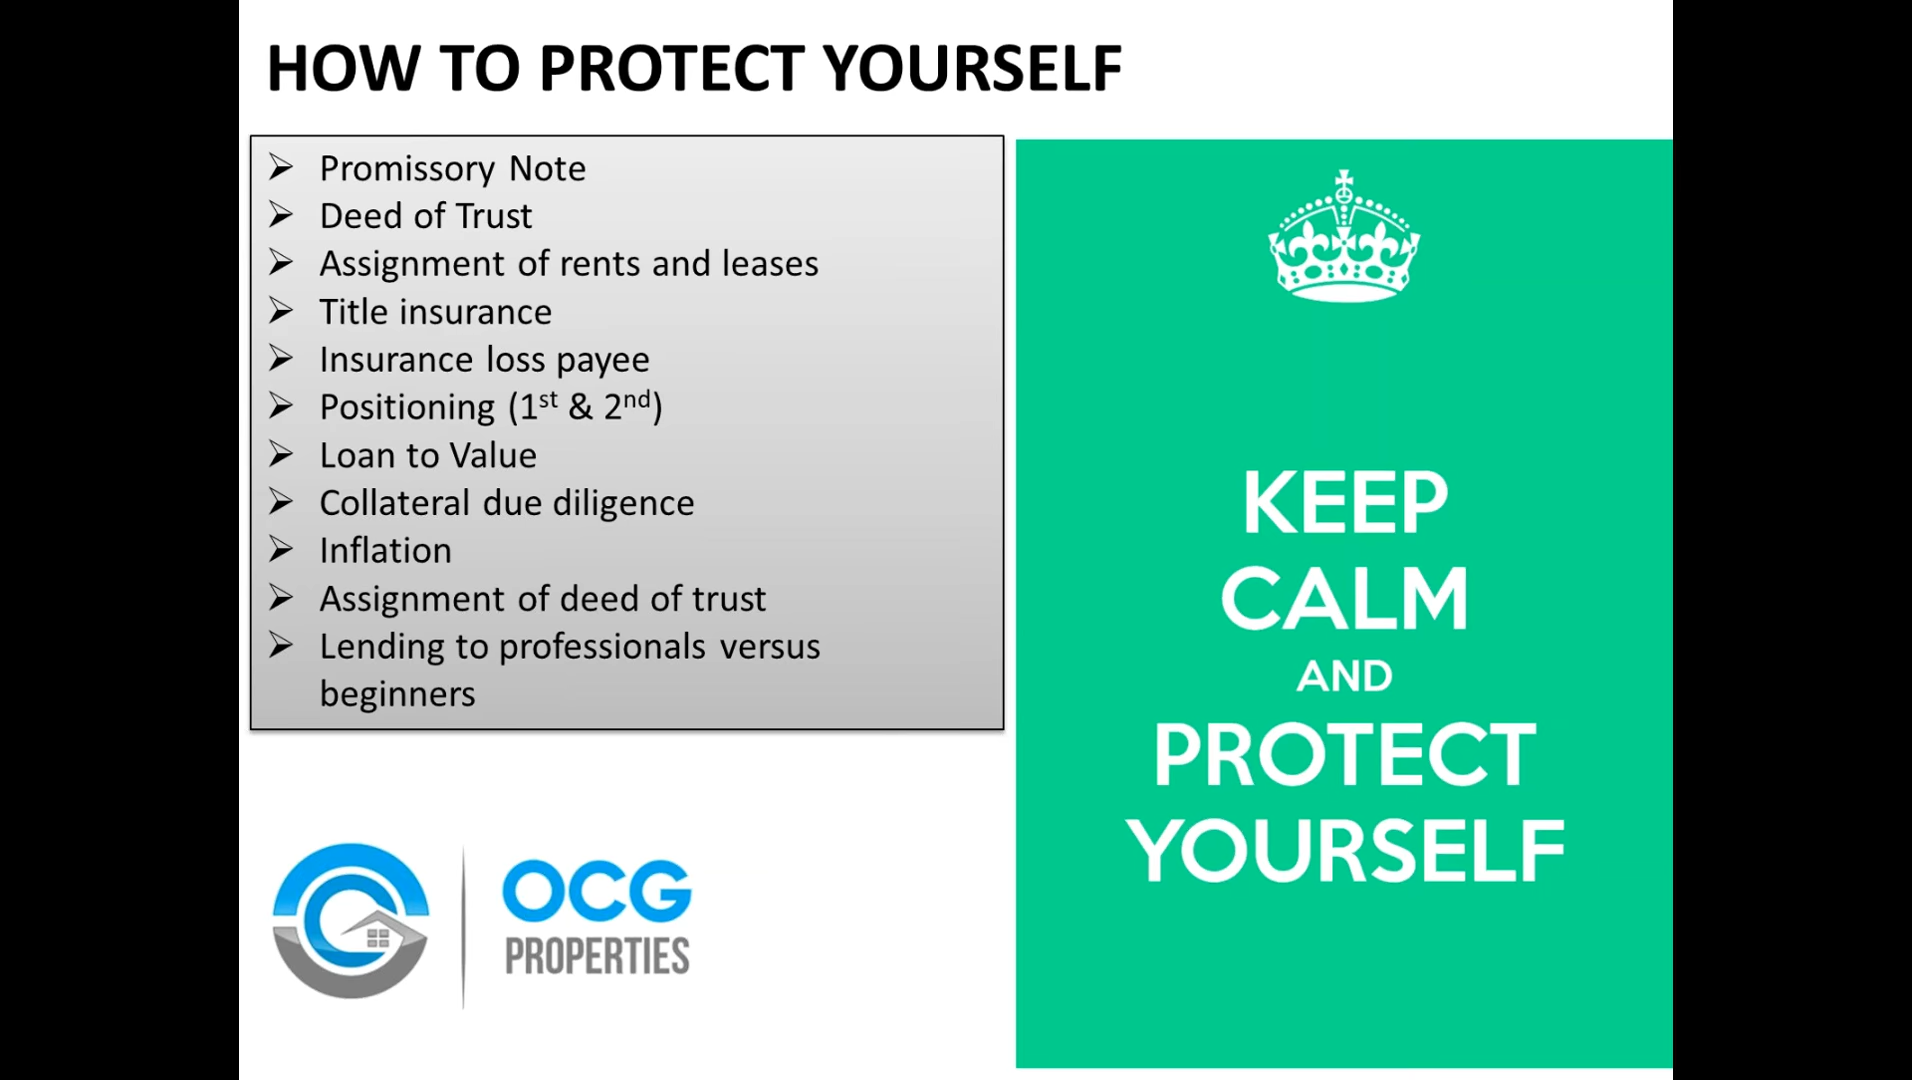 HOW TO PROTECT YOURSELF
➢ Promissory Note
➢ Deed of Trust
➢ Assignment of rents and leases
➢ Title insurance
➢ Insurance loss payee
➢ Positioning (1st & 2nd)
➢ Loan to Value
➢ Collateral due diligence
➢ Inflation
➢ Assignment of deed of trust
➢ Lending to professionals versus
beginners
KEEP
CALM
AND
PROTECT
YOURSELF
OCG
PROPERTIES